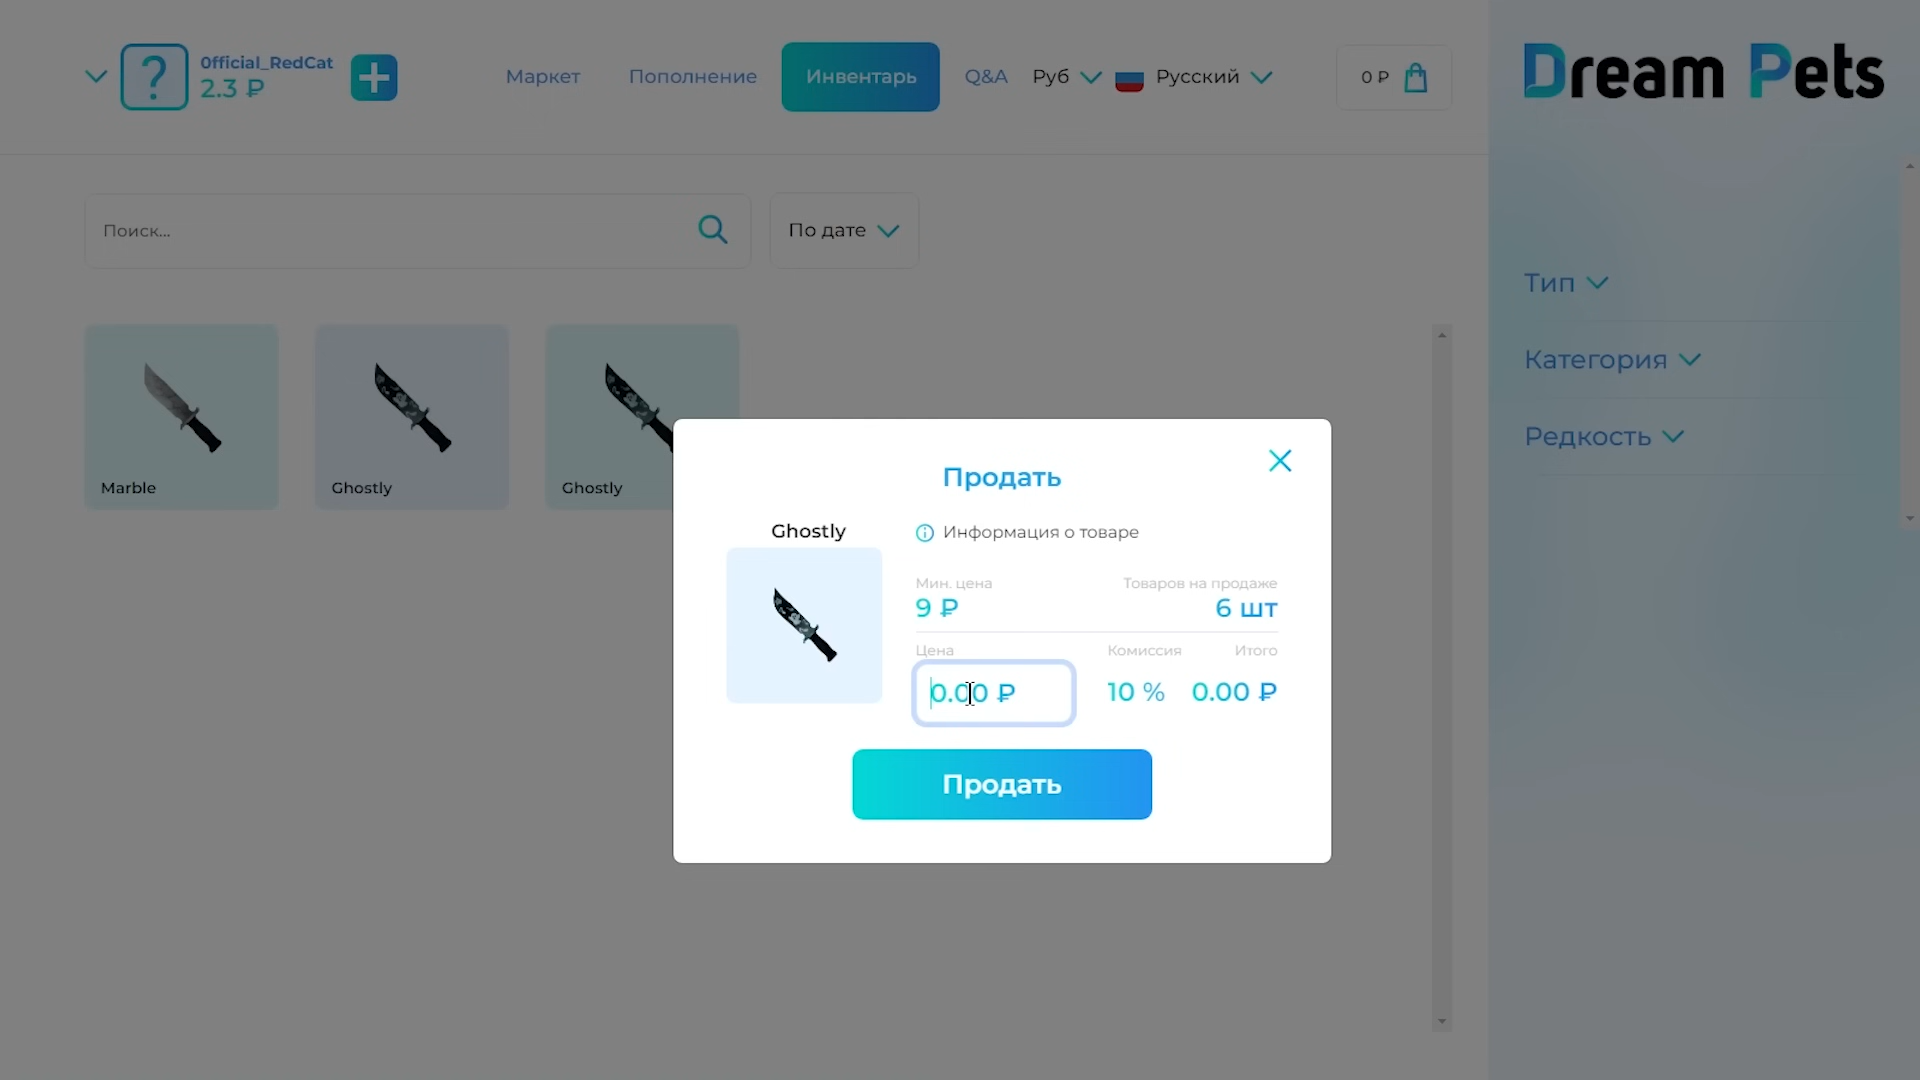 0fficial_RedCat
2.3 ₽
Маркет
Пополнение
Инвентарь
Q&A
Руб
Русский
0 ₽
Dream Pets
Поиск...
По дате
Тип
Категория
Редкость
Marble
Ghostly
Ghostly
Продать
Ghostly
Информация о товаре
Мин. цена
Товаров на продаже
9 ₽
6 шт
Цена
Комиссия
Итого
0.00 ₽
10 %
0.00 ₽
Продать